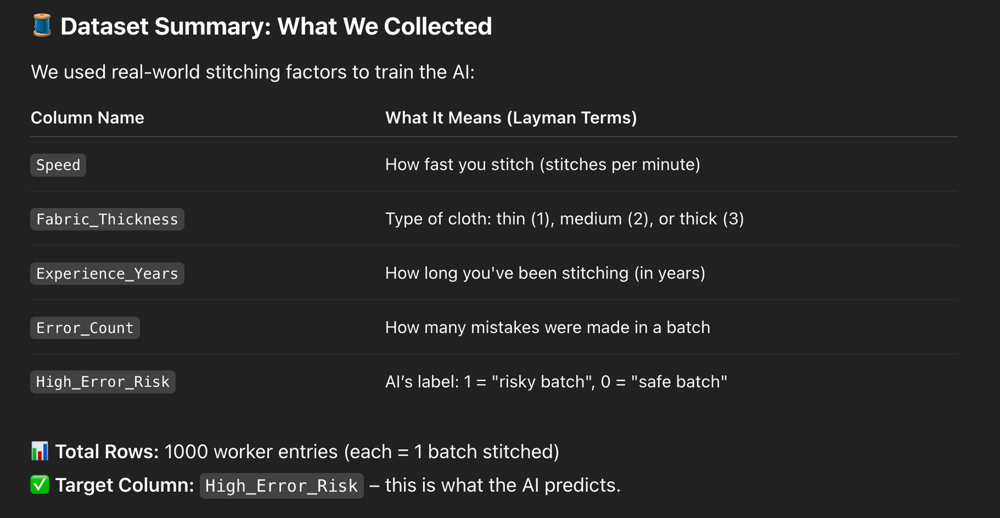 🧵 Dataset Summary: What We Collected
We used real-world stitching factors to train the AI:
Column Name What It Means (Layman Terms)
Speed How fast you stitch (stitches per minute)
Fabric_Thickness Type of cloth: thin (1), medium (2), or thick (3)
Experience_Years How long you've been stitching (in years)
Error_Count How many mistakes were made in a batch
High_Error_Risk AI’s label: 1 = "risky batch", 0 = "safe batch"
📊 Total Rows: 1000 worker entries (each = 1 batch stitched)
✅ Target Column: High_Error_Risk – this is what the AI predicts.